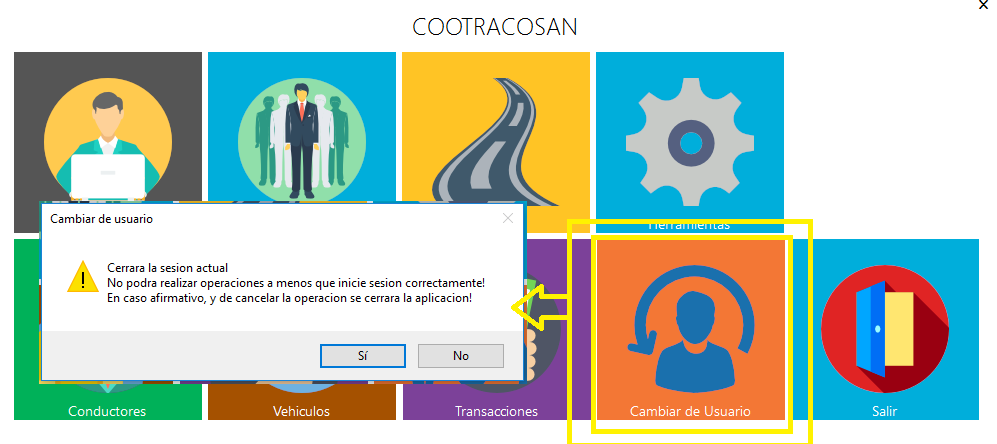 COOTRACOSAN
Herramientas
Cambiar de usuario
Cerrara la sesion actual
No podra realizar operaciones a menos que inicie sesion correctamente!
En caso afirmativo, y de cancelar la operacion se cerrara la aplicacion!
Sí
No
Conductores
Vehiculos
Transacciones
Cambiar de Usuario
Salir